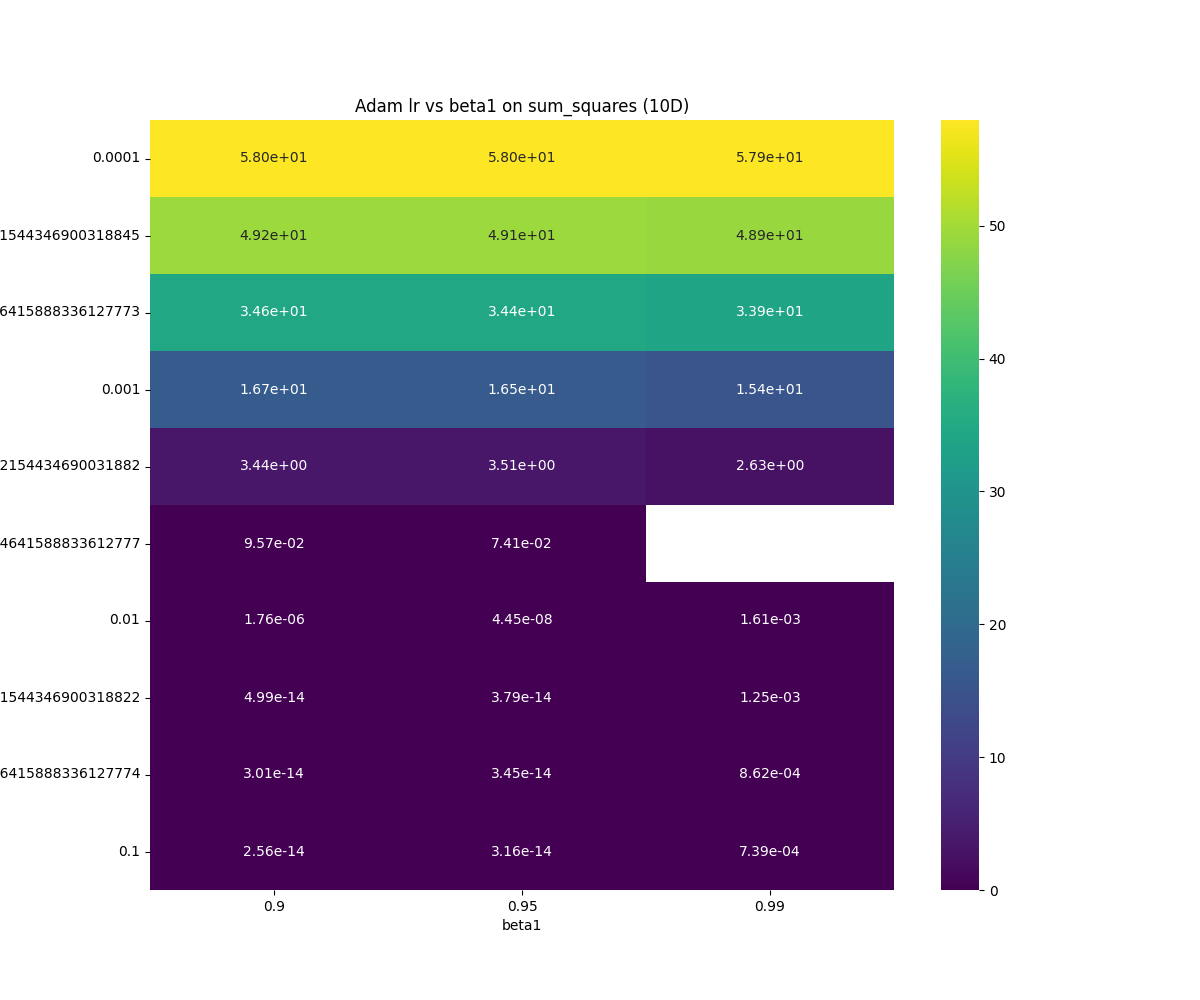 Adam lr vs beta1 on sum_squares (10D)
0.0001 5.80e+01 5.80e+01 5.79e+01
1544346900318845 4.92e+01 4.91e+01 4.89e+01 50
6415888336127773 3.46e+01 3.44e+01 3.39e+01
40
0.001 1.67e+01 1.65e+01 1.54e+01
2154434690031882 3.44e+00 3.51e+00 2.63e+00
30
4641588833612777 9.57e-02 7.41e-02
0.01 1.76e-06 4.45e-08 1.61e-03
20
1544346900318822 4.99e-14 3.79e-14 1.25e-03
10
6415888336127774 3.01e-14 3.45e-14 8.62e-04
0.1 2.56e-14 3.16e-14 7.39e-04
0
0.9 0.95 0.99
beta1